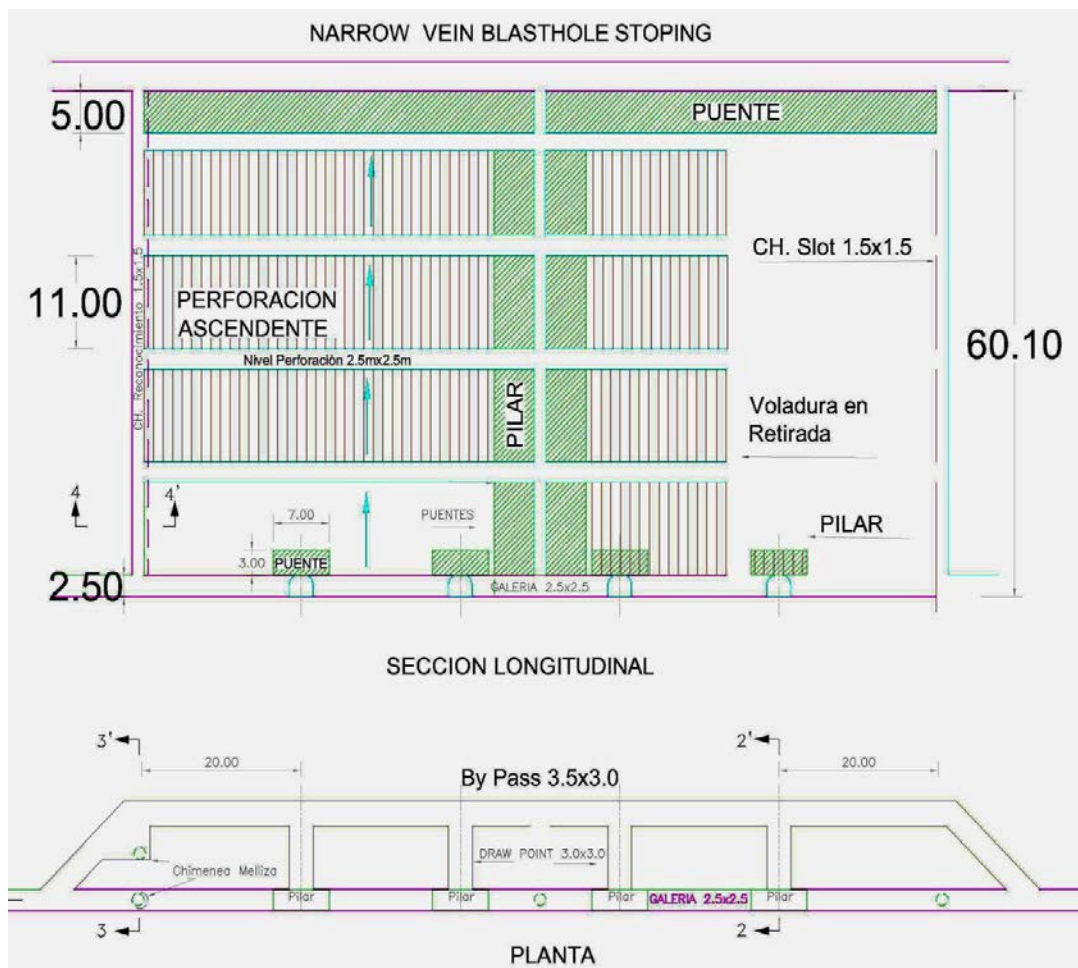 NARROW VEIN BLASTHOLE STOPING
5.00
PUENTE
CH. Slot 1.5x1.5
11.00
PERFORACION
ASCENDENTE
CH. Reconocimiento 1.5x1.5
60.10
Nivel Perforación 2.5mx2.5m
PILAR
Voladura en
Retirada
4 4'
7.00
PUENTES
PILAR
3.00
PUENTE
2.50
GALERIA 2.5x2.5
SECCION LONGITUDINAL
3' 2'
20.00 20.00
By Pass 3.5x3.0
DRAW POINT 3.0x3.0
Chimenea Melliza
Pilar Pilar Pilar GALERIA 2.5x2.5 Pilar
3 2
PLANTA